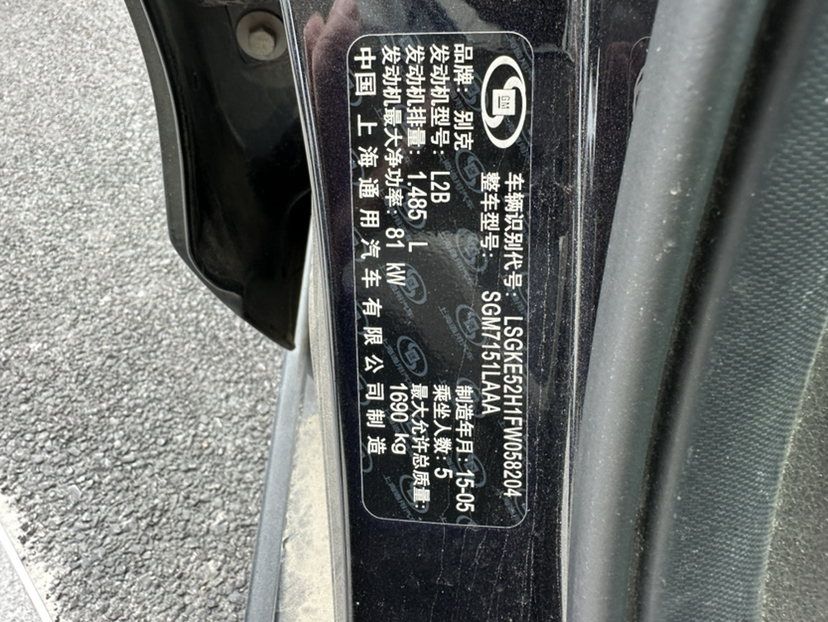 GM
车辆识别代号：LSGKE52H1FW058204
整车型号：SGM7151LAAA
品牌：别克 制造年月：15-05
发动机型号：L2B 乘坐人数：5
发动机排量：1.485 L 最大允许总质量：
发动机最大净功率：81 kW 1690 kg
中国 上海通用汽车有限公司制造